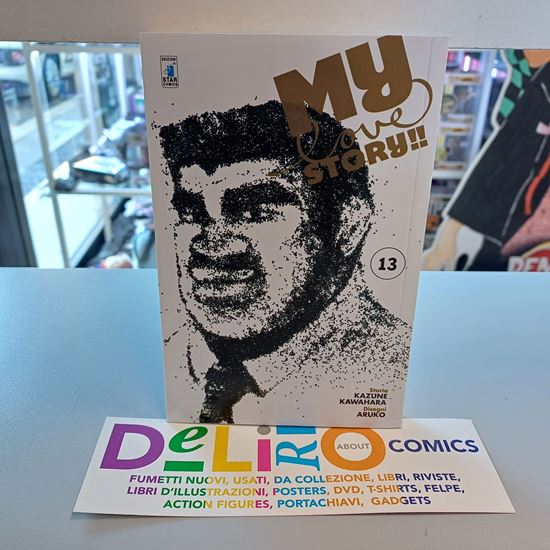 EDIZIONI
STAR
COMICS
MY
love
STORY!!
13
Storia
KAZUNE
KAWAHARA
Disegni
ARUKO
DeLiRiO ABOUT COMICS
FUMETTI NUOVI, USATI, DA COLLEZIONE, LIBRI, RIVISTE,
LIBRI D'ILLUSTRAZIONI, POSTERS, DVD, T-SHIRTS, FELPE,
ACTION FIGURES, PORTACHIAVI, GADGETS